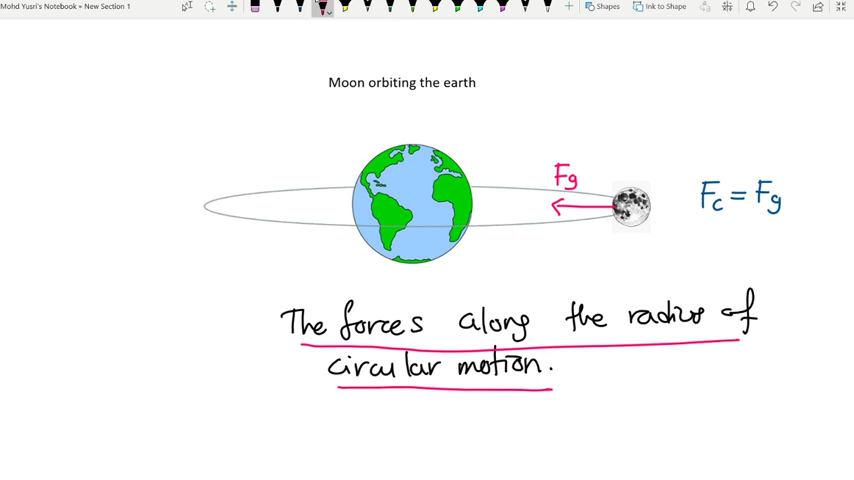 Mohd Yusri's Notebook » New Section 1
Shapes
Ink to Shape
Moon orbiting the earth
Fg
Fc = Fg
The forces along the radius of
circular motion.